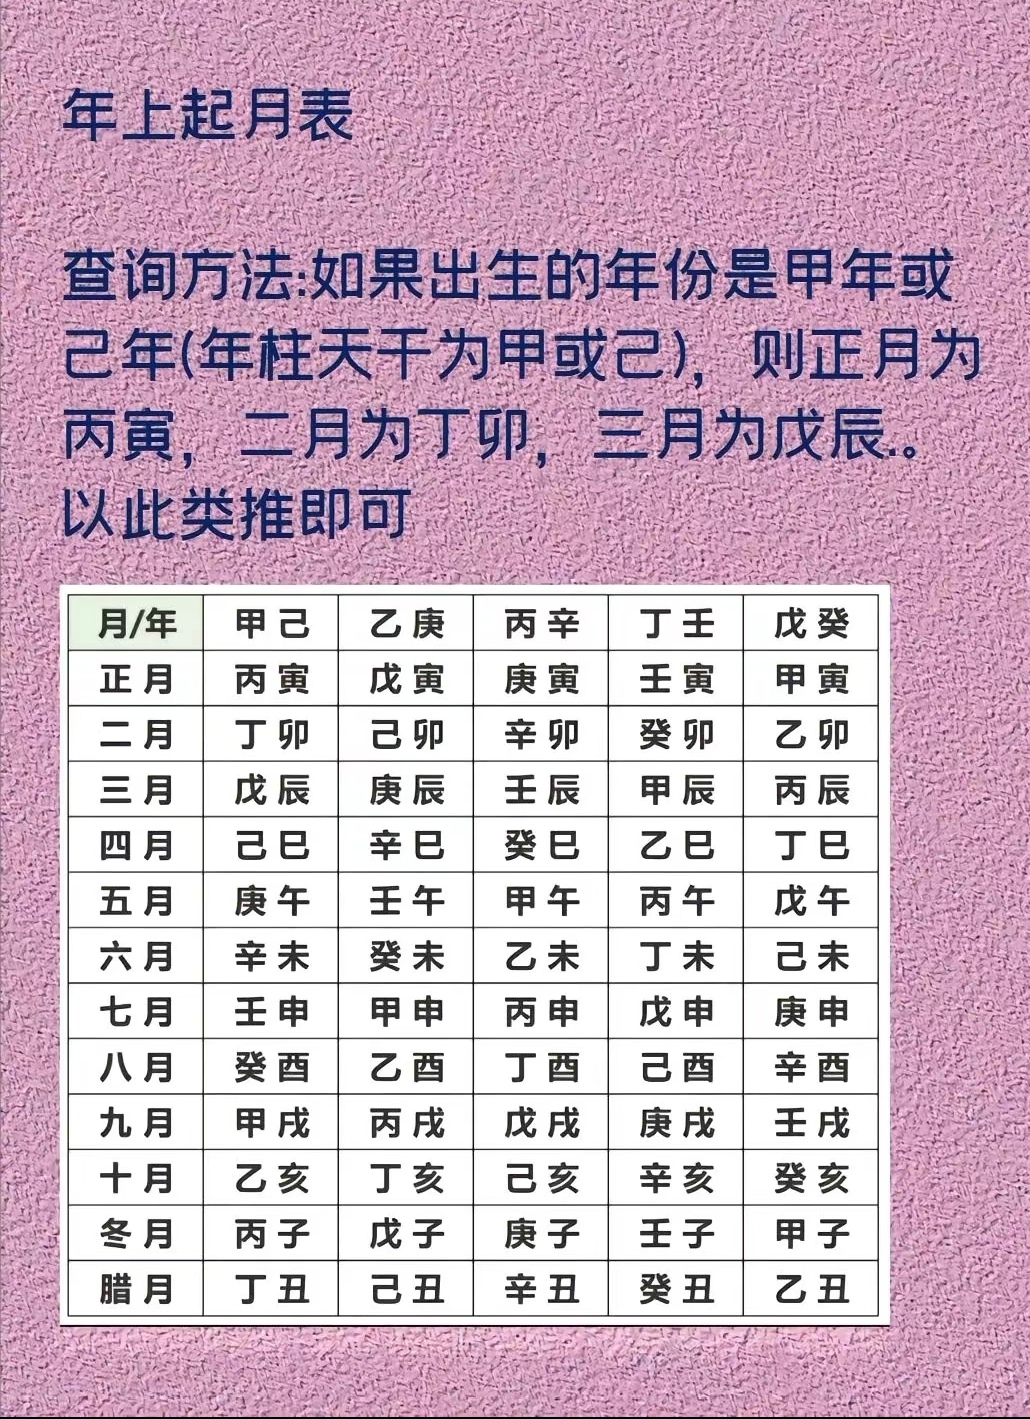 年上起月表
查询方法:如果出生的年份是甲年或
己年(年柱天干为甲或己)，则正月为
丙寅，二月为丁卯，三月为戊辰.。
以此类推即可
月/年 甲己 乙庚 丙辛 丁壬 戊癸
正月 丙寅 戊寅 庚寅 壬寅 甲寅
二月 丁卯 己卯 辛卯 癸卯 乙卯
三月 戊辰 庚辰 壬辰 甲辰 丙辰
四月 己巳 辛巳 癸巳 乙巳 丁巳
五月 庚午 壬午 甲午 丙午 戊午
六月 辛未 癸未 乙未 丁未 己未
七月 壬申 甲申 丙申 戊申 庚申
八月 癸酉 乙酉 丁酉 己酉 辛酉
九月 甲戌 丙戌 戊戌 庚戌 壬戌
十月 乙亥 丁亥 己亥 辛亥 癸亥
冬月 丙子 戊子 庚子 壬子 甲子
腊月 丁丑 己丑 辛丑 癸丑 乙丑